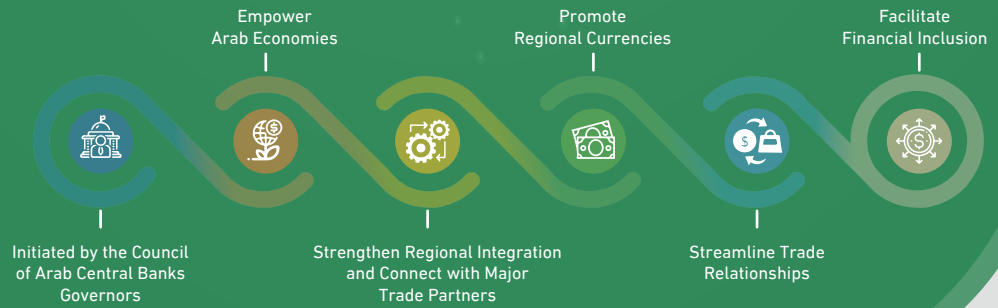 Empower
Arab Economies
Promote
Regional Currencies
Facilitate
Financial Inclusion
$
$
$
Initiated by the Council
of Arab Central Banks
Governors
Strengthen Regional Integration
and Connect with Major
Trade Partners
Streamline Trade
Relationships